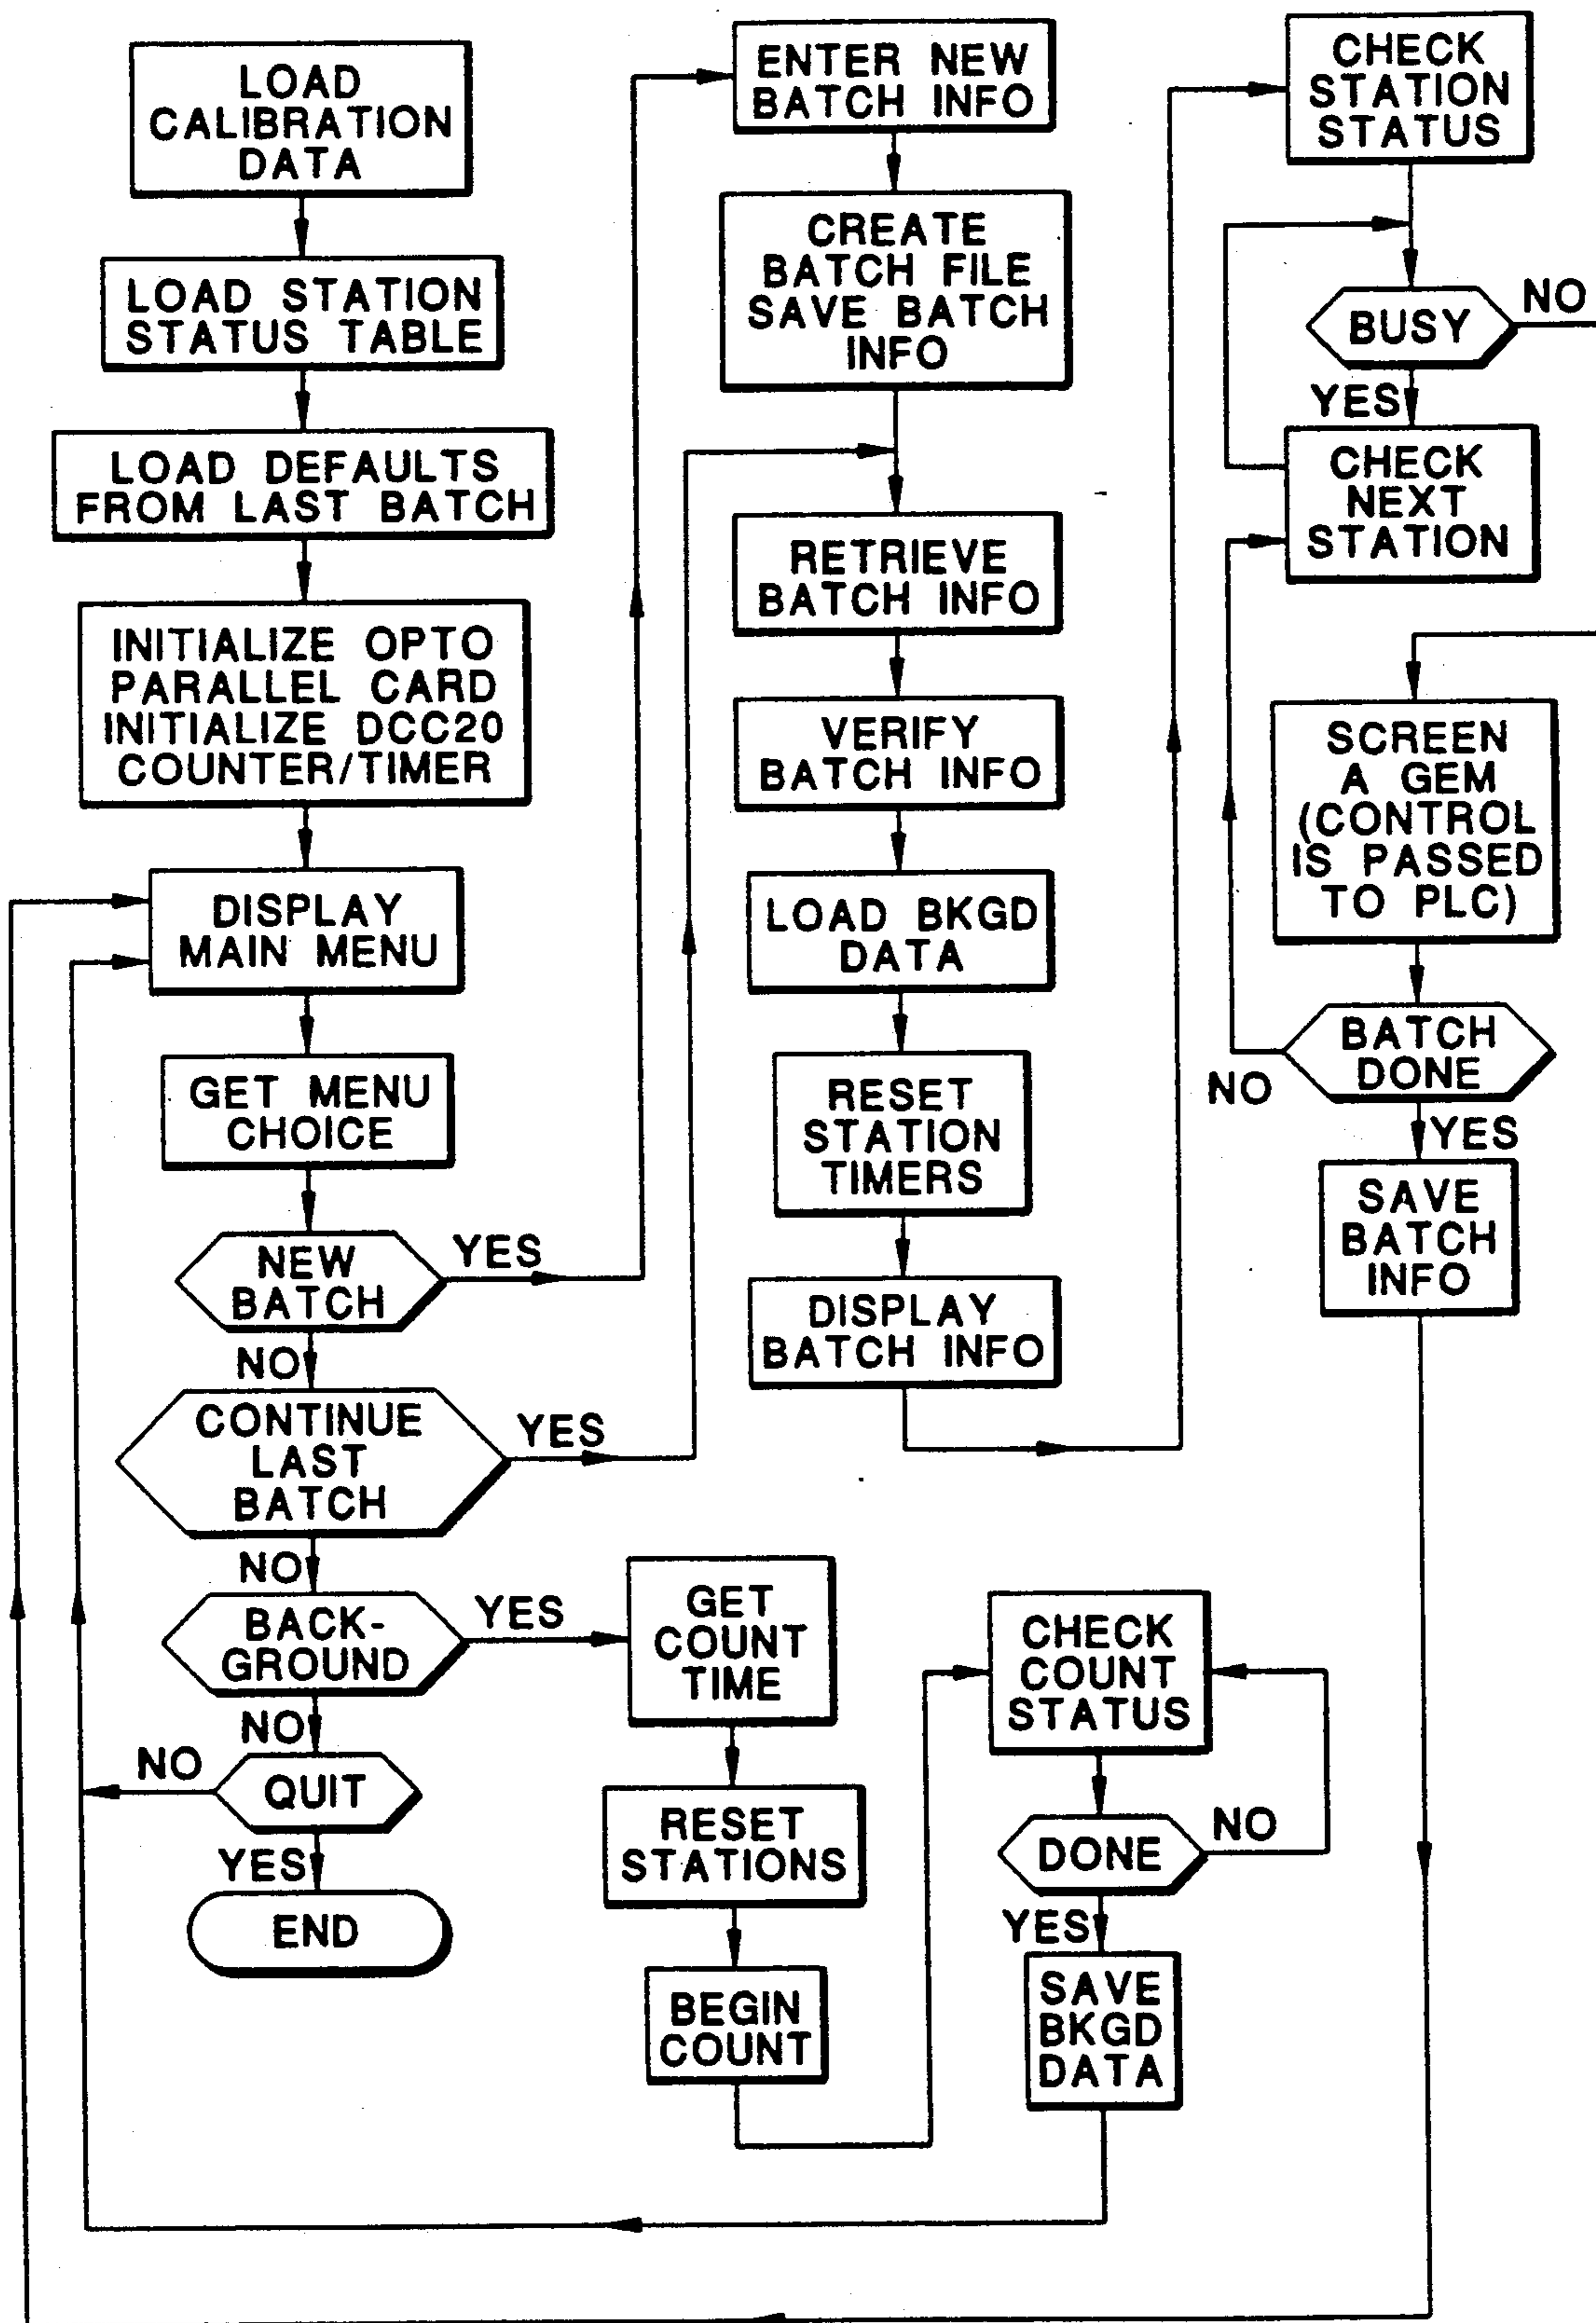 LOAD
CALIBRATION
DATA
LOAD STATION
STATUS TABLE
LOAD DEFAULTS
FROM LAST BATCH
INITIALIZE OPTO
PARALLEL CARD
INITIALIZE DCC20
COUNTER/TIMER
DISPLAY
MAIN MENU
GET MENU
CHOICE
NEW
BATCH
YES
NO
CONTINUE
LAST
BATCH
YES
NO
BACK-
GROUND
YES
NO
QUIT
NO
YES
END
ENTER NEW
BATCH INFO
CREATE
BATCH FILE
SAVE BATCH
INFO
RETRIEVE
BATCH INFO
VERIFY
BATCH INFO
LOAD BKGD
DATA
RESET
STATION
TIMERS
DISPLAY
BATCH INFO
GET
COUNT
TIME
RESET
STATIONS
BEGIN
COUNT
CHECK
COUNT
STATUS
DONE
NO
YES
SAVE
BKGD
DATA
CHECK
STATION
STATUS
BUSY
NO
YES
CHECK
NEXT
STATION
SCREEN
A GEM
(CONTROL
IS PASSED
TO PLC)
BATCH
DONE
NO
YES
SAVE
BATCH
INFO